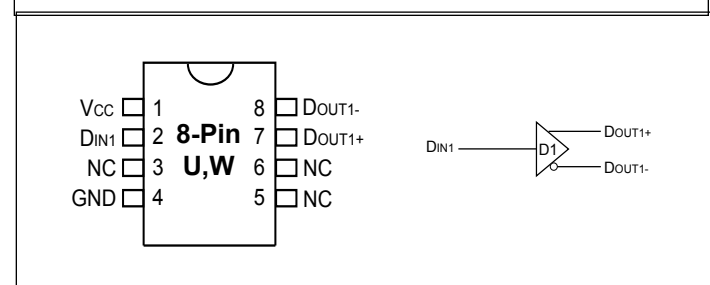 VCC 1 8 DOUT1-
DIN1 2 8-Pin 7 DOUT1+
NC 3 U,W 6 NC
GND 4 5 NC
DIN1 D1 DOUT1+
DOUT1-